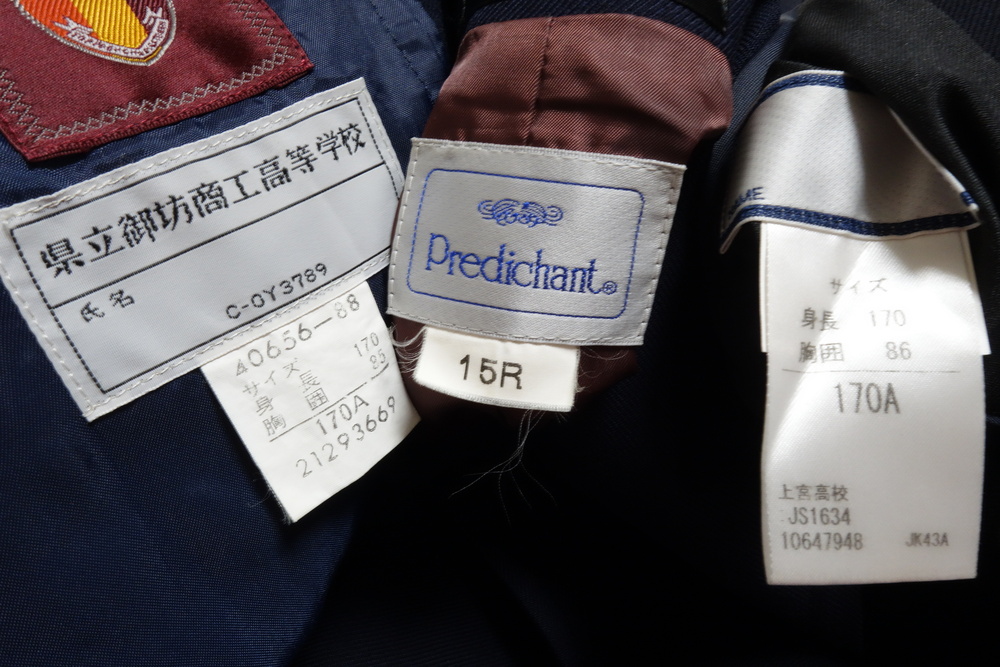 県立御坊商工高等学校
氏名
C-OY3789
40656-88
サイズ
身長 170
胸囲 85
170A
21293669
Predichant®
15R
サイズ
身長 170
胸囲 86
170A
上宮高校
JS1634
10647948 JK43A